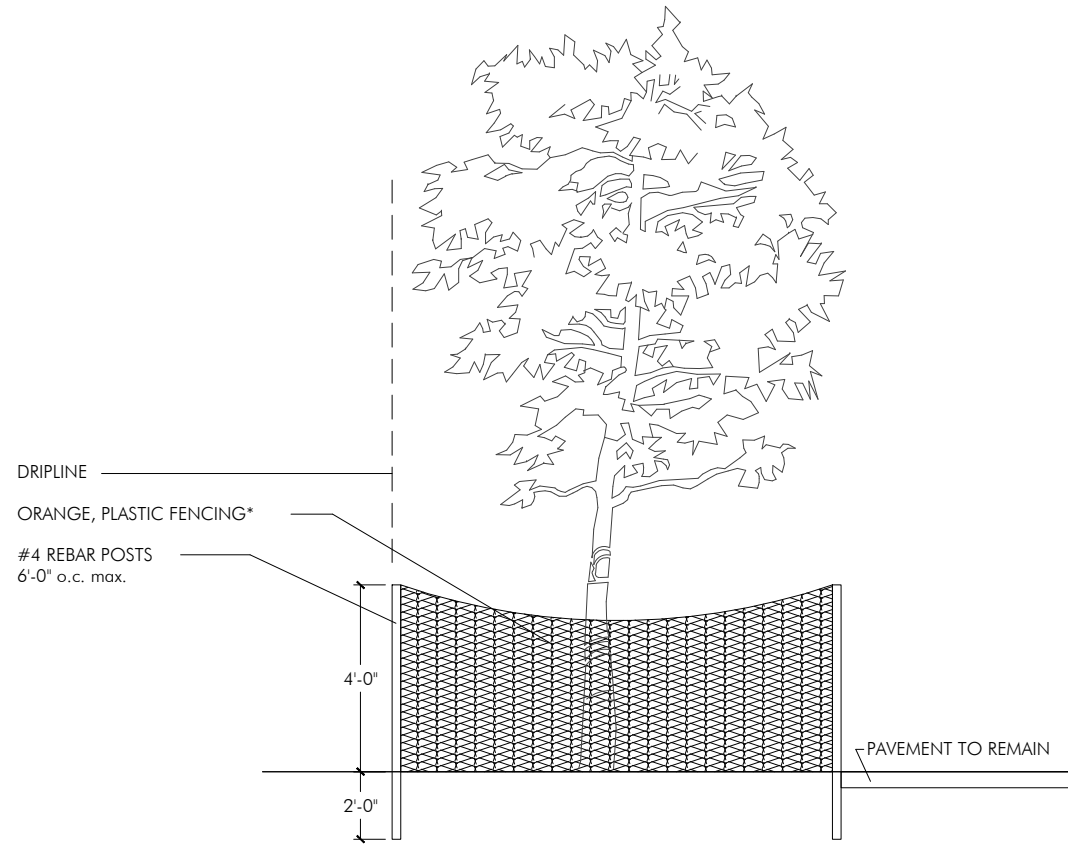 DRIPLINE
ORANGE, PLASTIC FENCING*
#4 REBAR POSTS
6'-0" o.c. max.
4'-0"
PAVEMENT TO REMAIN
2'-0"